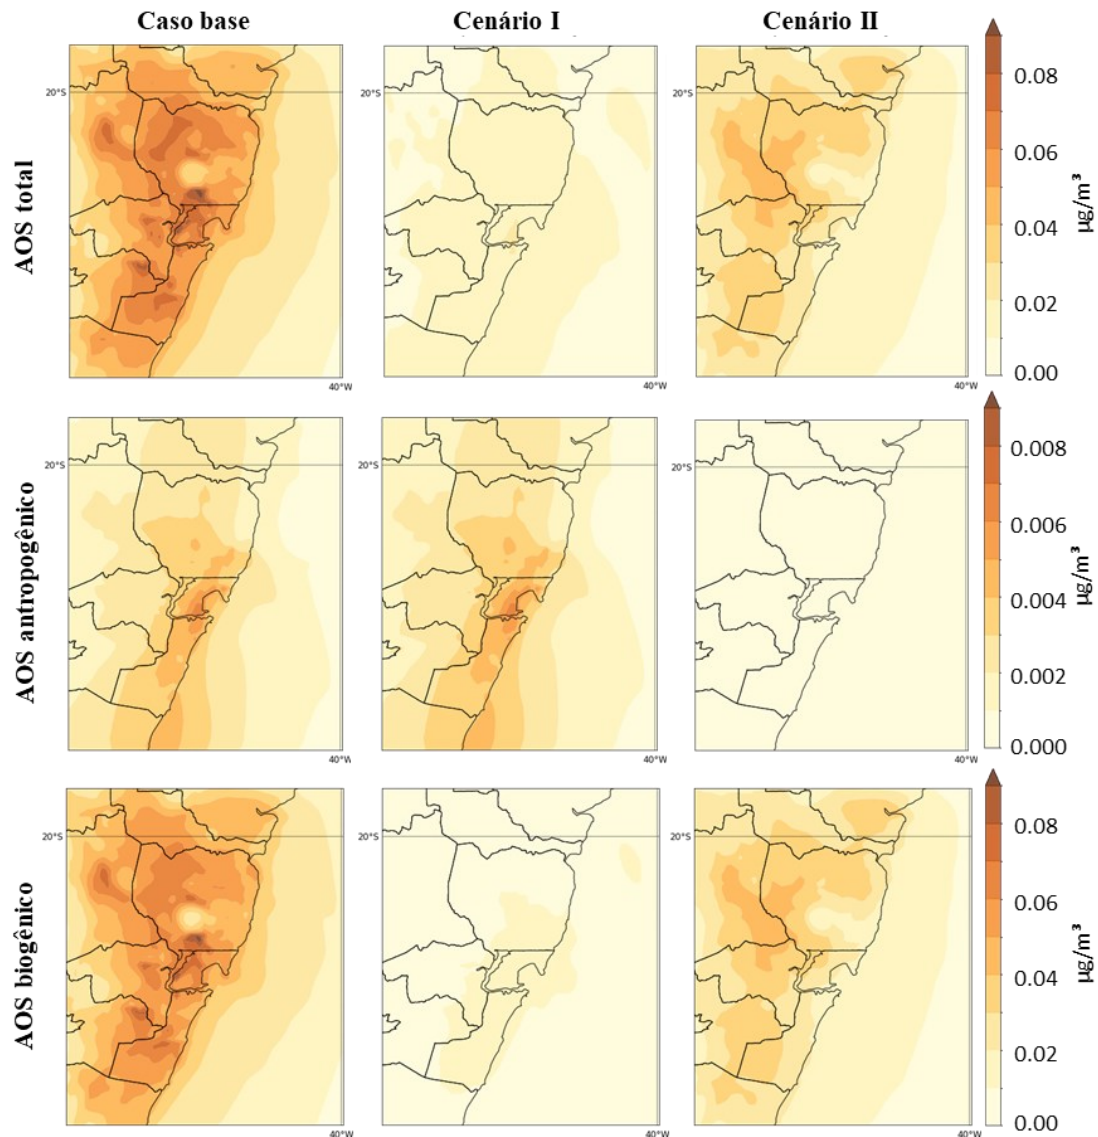 Caso base
Cenário I
Cenário II
AOS total
20°S
20°S
20°S
0.08
0.06
0.04
0.02
0.00
µg/m³
40°W
40°W
40°W
AOS antropogênico
20°S
20°S
20°S
0.008
0.006
0.004
0.002
0.000
µg/m³
40°W
40°W
40°W
AOS biogênico
20°S
20°S
20°S
0.08
0.06
0.04
0.02
0.00
µg/m³
40°W
40°W
40°W